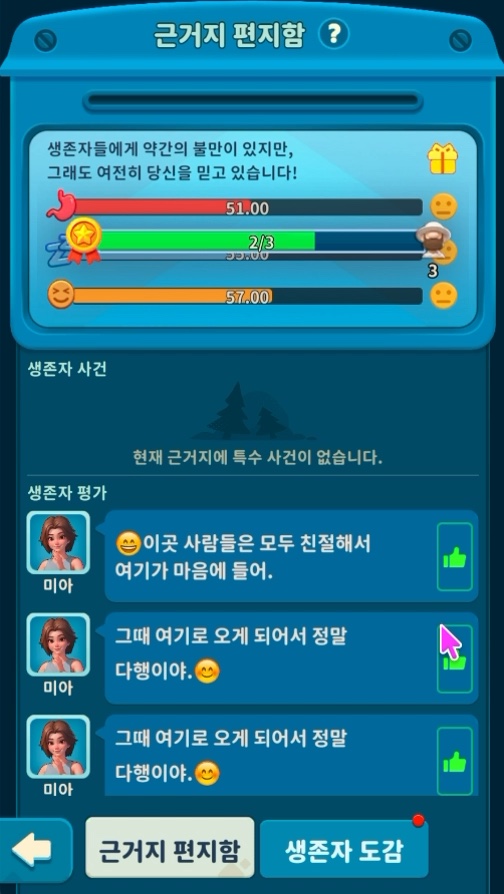 근거지 편지함 ?
생존자들에게 약간의 불만이 있지만,
그래도 여전히 당신을 믿고 있습니다!
51.00
2/3
3
57.00
생존자 사건
현재 근거지에 특수 사건이 없습니다.
생존자 평가
😄이곳 사람들은 모두 친절해서
여기가 마음에 들어.
미아
그때 여기로 오게 되어서 정말
다행이야.😊
미아
그때 여기로 오게 되어서 정말
다행이야.😊
미아
근거지 편지함
생존자 도감